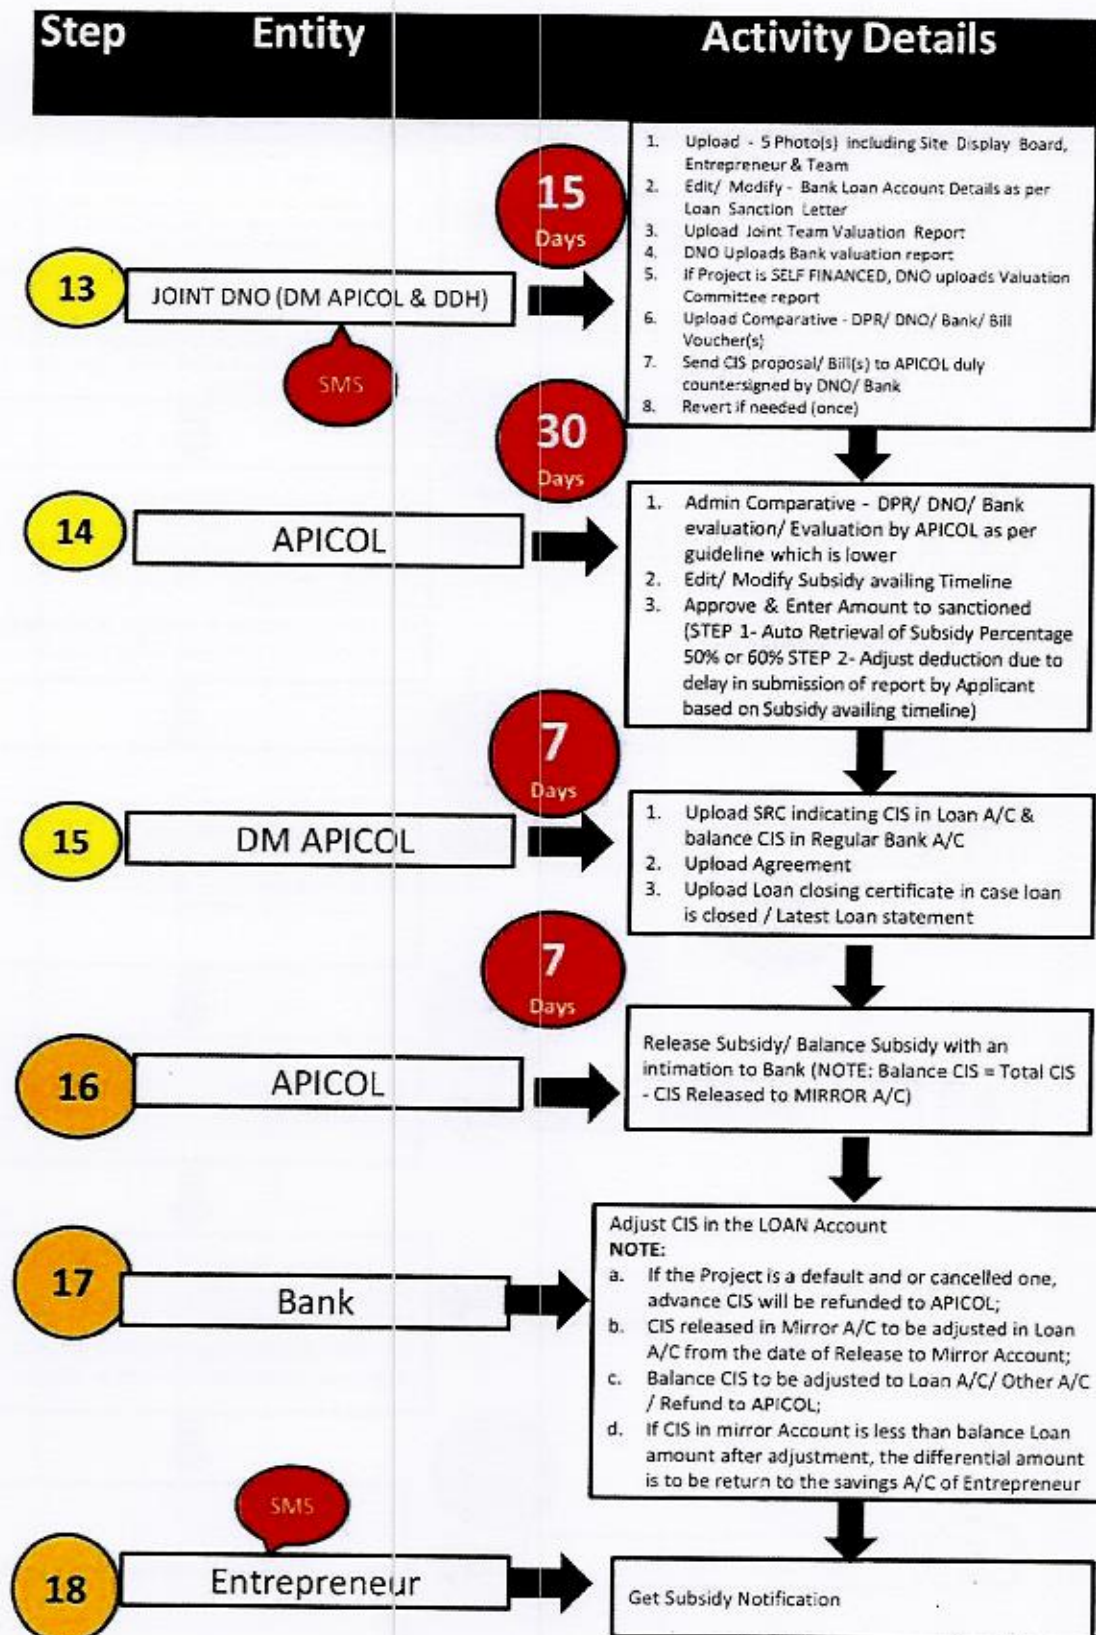 Step Entity Activity Details
15
Days
13
JOINT DNO (DM APICOL & DDH)
SMS
1. Upload - 5 Photo(s) including Site Display Board,
Entrepreneur & Team
2. Edit/ Modify - Bank Loan Account Details as per
Loan Sanction Letter
3. Upload Joint Team Valuation Report
4. DNO Uploads Bank valuation report
5. If Project is SELF FINANCED, DNO uploads Valuation
Committee report
6. Upload Comparative - DPR/ DNO/ Bank/ Bill
Voucher(s)
7. Send CIS proposal/ Bill(s) to APICOL duly
countersigned by DNO/ Bank
8. Revert if needed (once)
30
Days
14
APICOL
1. Admin Comparative - DPR/ DNO/ Bank
evaluation/ Evaluation by APICOL as per
guideline which is lower
2. Edit/ Modify Subsidy availing Timeline
3. Approve & Enter Amount to sanctioned
(STEP 1- Auto Retrieval of Subsidy Percentage
50% or 60% STEP 2- Adjust deduction due to
delay in submission of report by Applicant
based on Subsidy availing timeline)
7
Days
15
DM APICOL
1. Upload SRC indicating CIS in Loan A/C &
balance CIS in Regular Bank A/C
2. Upload Agreement
3. Upload Loan closing certificate in case loan
is closed / Latest Loan statement
7
Days
16
APICOL
Release Subsidy/ Balance Subsidy with an
intimation to Bank (NOTE: Balance CIS = Total CIS
- CIS Released to MIRROR A/C)
17
Bank
Adjust CIS in the LOAN Account
NOTE:
a. If the Project is a default and or cancelled one,
advance CIS will be refunded to APICOL;
b. CIS released in Mirror A/C to be adjusted in Loan
A/C from the date of Release to Mirror Account;
c. Balance CIS to be adjusted to Loan A/C/ Other A/C
/ Refund to APICOL;
d. If CIS in mirror Account is less than balance Loan
amount after adjustment, the differential amount
is to be return to the savings A/C of Entrepreneur
SMS
18
Entrepreneur
Get Subsidy Notification